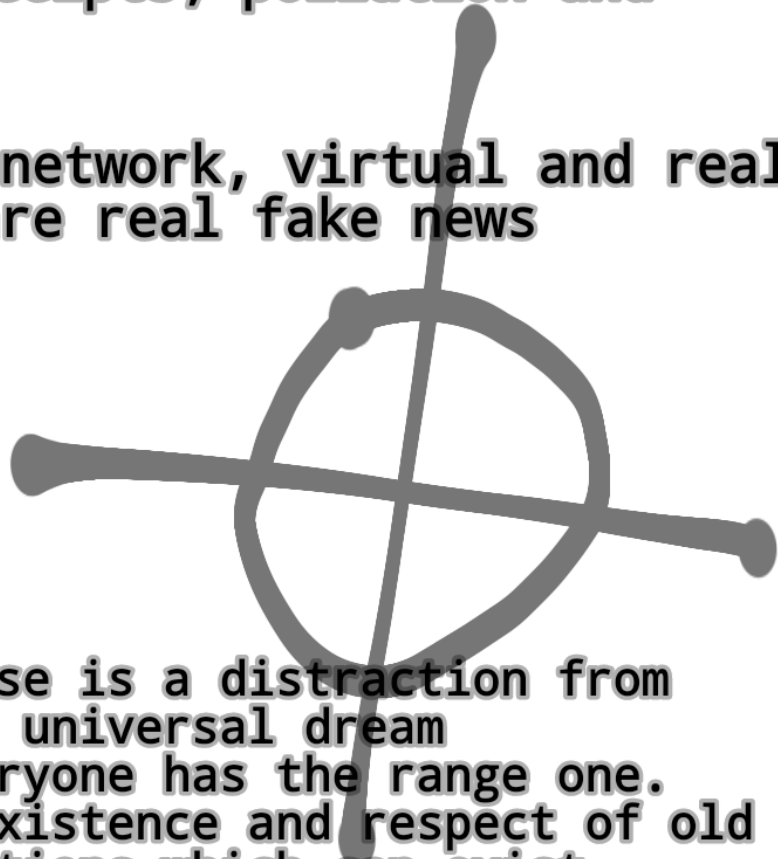 network, virtual and real
re real fake news
se is a distraction from
universal dream
ryone has the range one.
xistence and respect of old